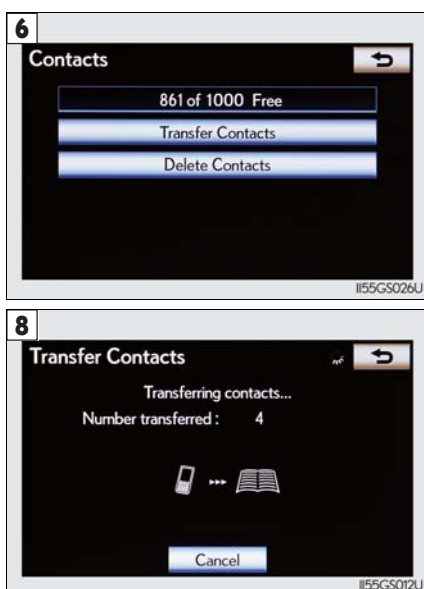 6
Contacts
861 of 1000 Free
Transfer Contacts
Delete Contacts
II55GS026U
8
Transfer Contacts
Transferring contacts...
Number transferred : 4
Cancel
II55GS012U